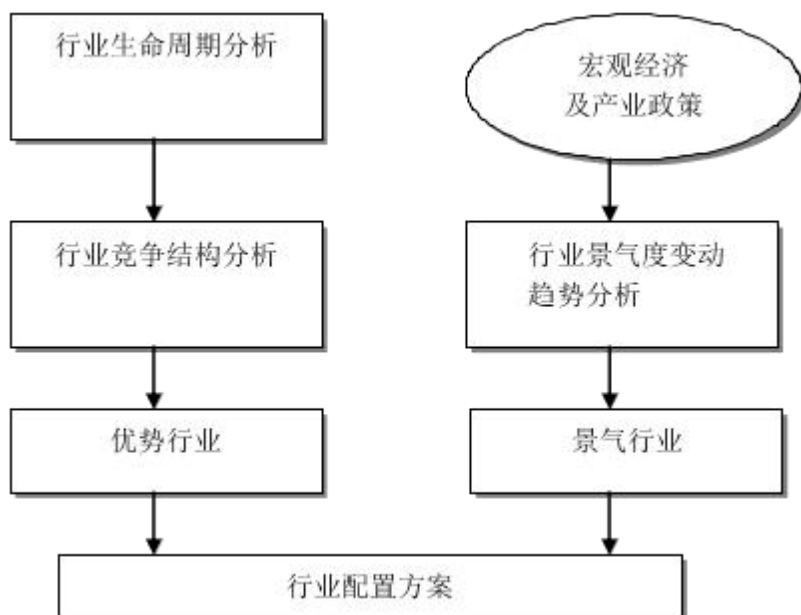 行业生命周期分析
宏观经济
及产业政策
行业竞争结构分析
行业景气度变动
趋势分析
优势行业
景气行业
行业配置方案